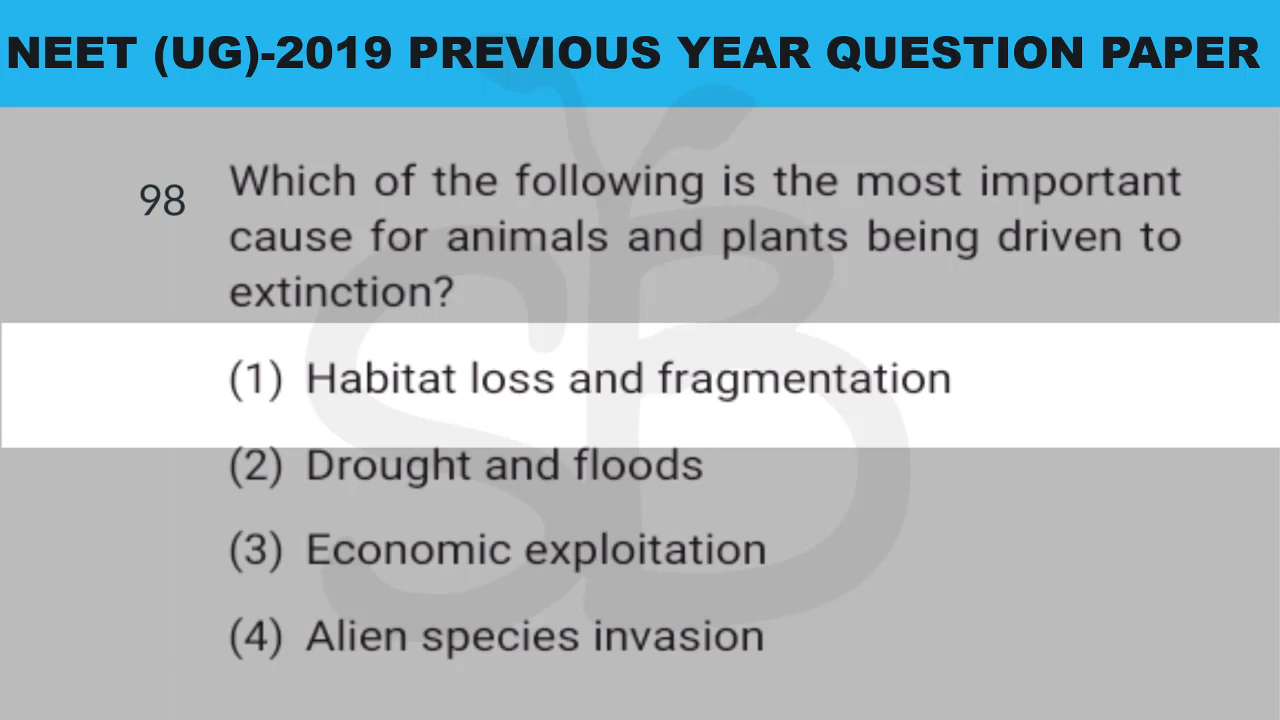 NEET (UG)-2019 PREVIOUS YEAR QUESTION PAPER
98 Which of the following is the most important
cause for animals and plants being driven to
extinction?
(1) Habitat loss and fragmentation
(2) Drought and floods
(3) Economic exploitation
(4) Alien species invasion
SB